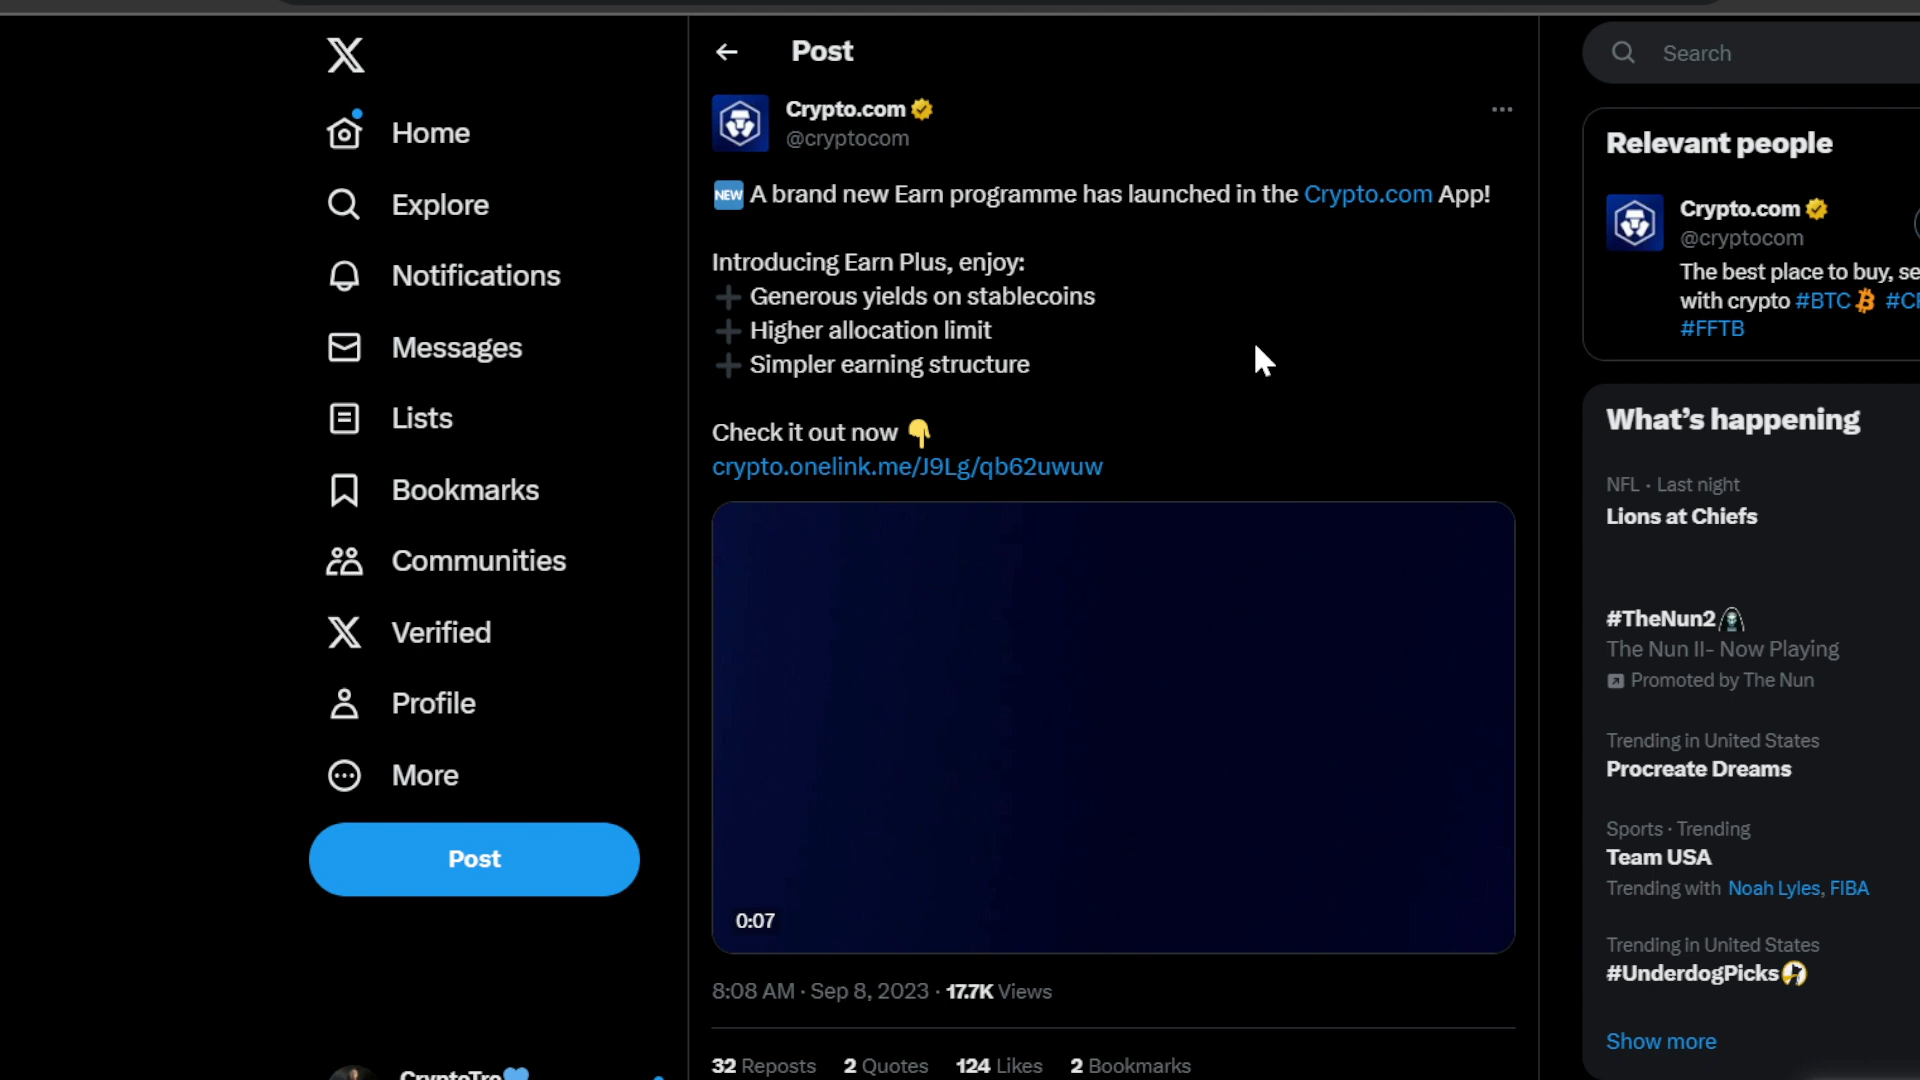 Home
Explore
Notifications
Messages
Lists
Bookmarks
Communities
Verified
Profile
More
Post
Post
Crypto.com
@cryptocom
NEW A brand new Earn programme has launched in the Crypto.com App!
Introducing Earn Plus, enjoy:
➕ Generous yields on stablecoins
➕ Higher allocation limit
➕ Simpler earning structure
Check it out now 👇
crypto.onelink.me/J9Lg/qb62uwuw
0:07
8:08 AM · Sep 8, 2023 · 17.7K Views
32 Reposts 2 Quotes 124 Likes 2 Bookmarks
Search
Relevant people
Crypto.com
@cryptocom
The best place to buy, se
with crypto #BTC #C
#FFTB
What's happening
NFL · Last night
Lions at Chiefs
#TheNun2
The Nun II- Now Playing
Promoted by The Nun
Trending in United States
Procreate Dreams
Sports · Trending
Team USA
Trending with Noah Lyles, FIBA
Trending in United States
#UnderdogPicks
Show more